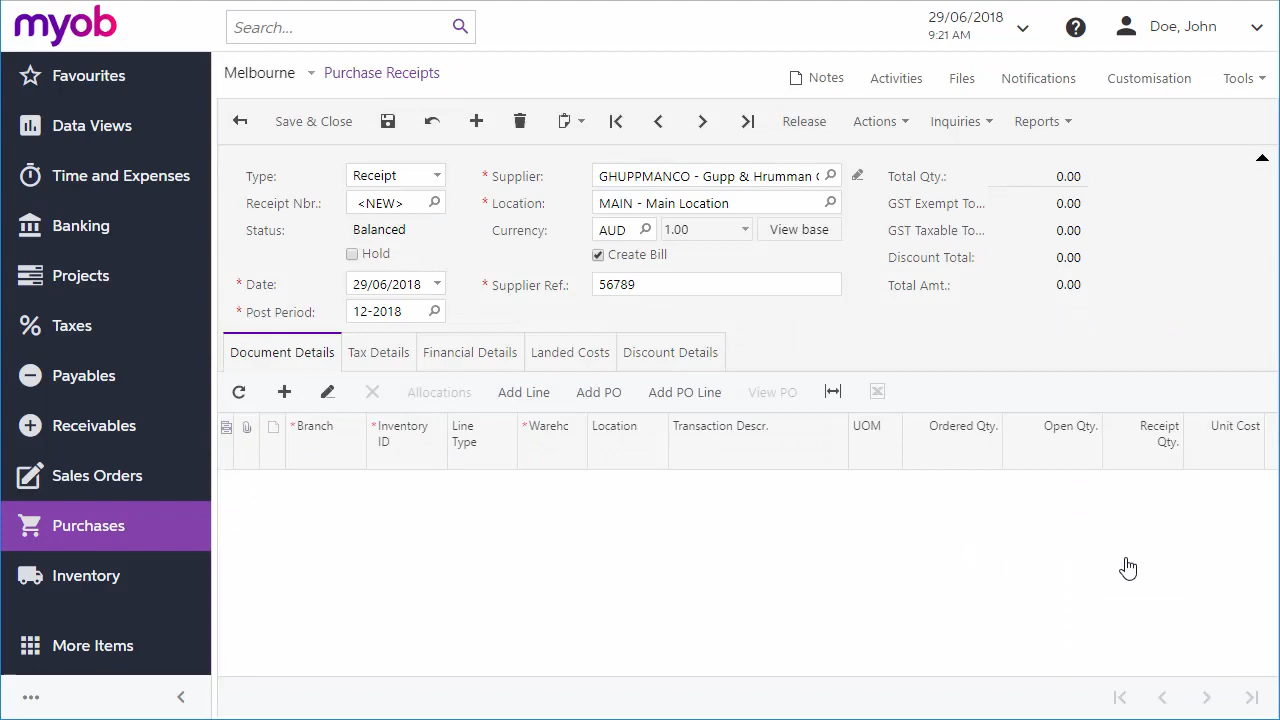 myob
Search...
29/06/2018
9:21 AM
?
Doe, John
Favourites
Data Views
Time and Expenses
Banking
Projects
Taxes
Payables
Receivables
Sales Orders
Purchases
Inventory
More Items
Melbourne Purchase Receipts
Notes Activities Files Notifications Customisation Tools
Save & Close Release Actions Inquiries Reports
Type: Receipt * Supplier: GHUPPMANCO - Gupp & Hrumman Total Qty.: 0.00
Receipt Nbr.: <NEW> * Location: MAIN - Main Location GST Exempt To... 0.00
Status: Balanced Currency: AUD 1.00 View base GST Taxable To... 0.00
Hold Create Bill Discount Total: 0.00
* Date: 29/06/2018 * Supplier Ref.: 56789 Total Amt.: 0.00
* Post Period: 12-2018
Document Details Tax Details Financial Details Landed Costs Discount Details
Allocations Add Line Add PO Add PO Line View PO
*Branch *Inventory ID Line Type *Warehc Location Transaction Descr. UOM Ordered Qty. Open Qty. Receipt Qty. Unit Cost